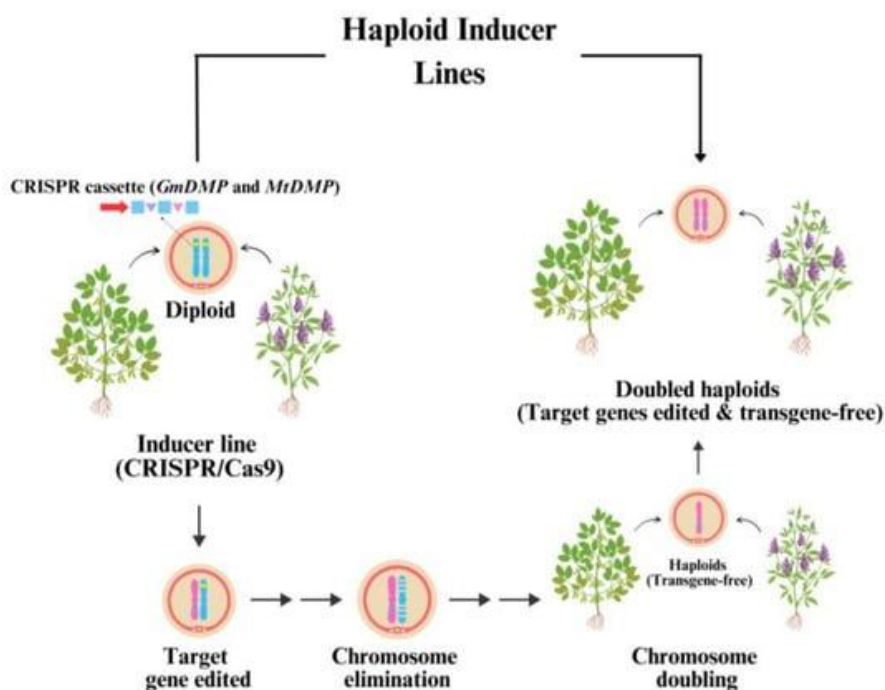 Haploid Inducer
Lines
CRISPR cassette (GmDMP and MtDMP)
Diploid
Inducer line
(CRISPR/Cas9)
Doubled haploids
(Target genes edited & transgene-free)
Haploids
(Transgene-free)
Target
gene edited
Chromosome
elimination
Chromosome
doubling